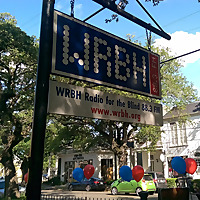 WRBH
WRBH Radio for the Blind 88.3 FM
www.wrbh.org